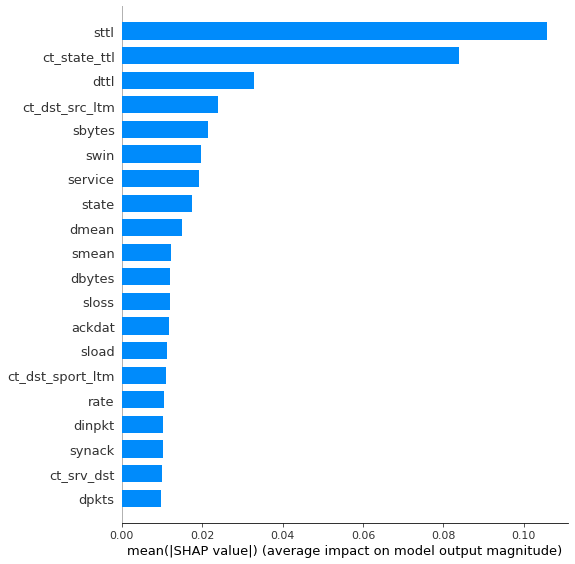 sttl
ct_state_ttl
dttl
ct_dst_src_ltm
sbytes
swin
service
state
dmean
smean
dbytes
sloss
ackdat
sload
ct_dst_sport_ltm
rate
dinpkt
synack
ct_srv_dst
dpkts
0.00 0.02 0.04 0.06 0.08 0.10
mean(|SHAP value|) (average impact on model output magnitude)